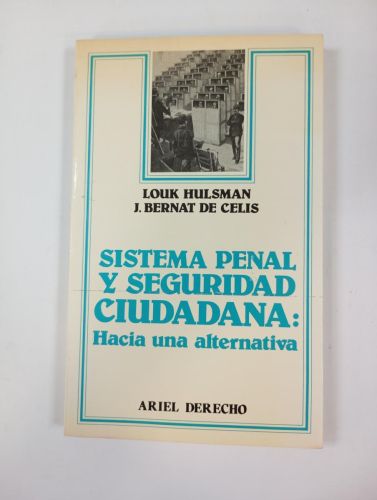 LOUK HULSMAN
J. BERNAT DE CELIS
SISTEMA PENAL
Y SEGURIDAD
CIUDADANA:
Hacia una alternativa
ARIEL DERECHO